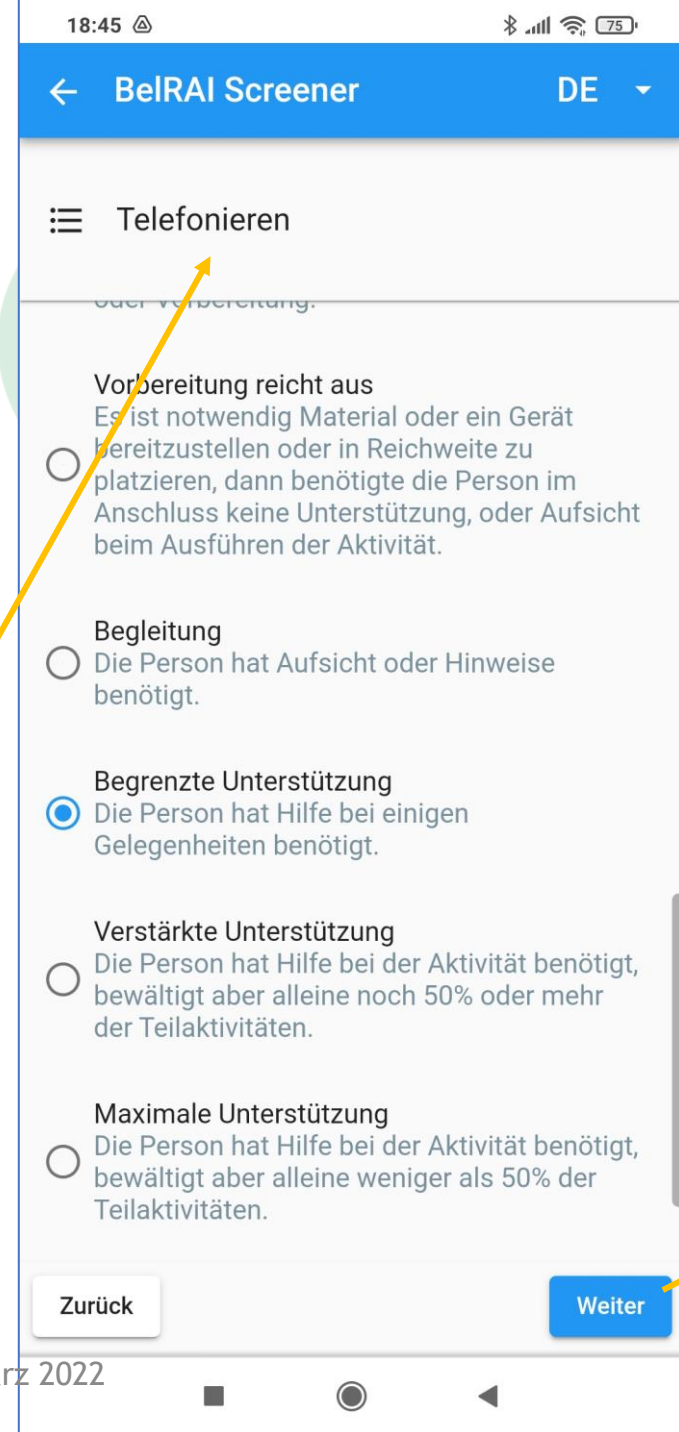 18:45 75
BelRAI Screener DE
Telefonieren
oder Vorbereitung.
Vorbereitung reicht aus
Es ist notwendig Material oder ein Gerät
bereitzustellen oder in Reichweite zu
platzieren, dann benötigte die Person im
Anschluss keine Unterstützung, oder Aufsicht
beim Ausführen der Aktivität.
Begleitung
Die Person hat Aufsicht oder Hinweise
benötigt.
Begrenzte Unterstützung
Die Person hat Hilfe bei einigen
Gelegenheiten benötigt.
Verstärkte Unterstützung
Die Person hat Hilfe bei der Aktivität benötigt,
bewältigt aber alleine noch 50% oder mehr
der Teilaktivitäten.
Maximale Unterstützung
Die Person hat Hilfe bei der Aktivität benötigt,
bewältigt aber alleine weniger als 50% der
Teilaktivitäten.
Zurück Weiter
rz 2022